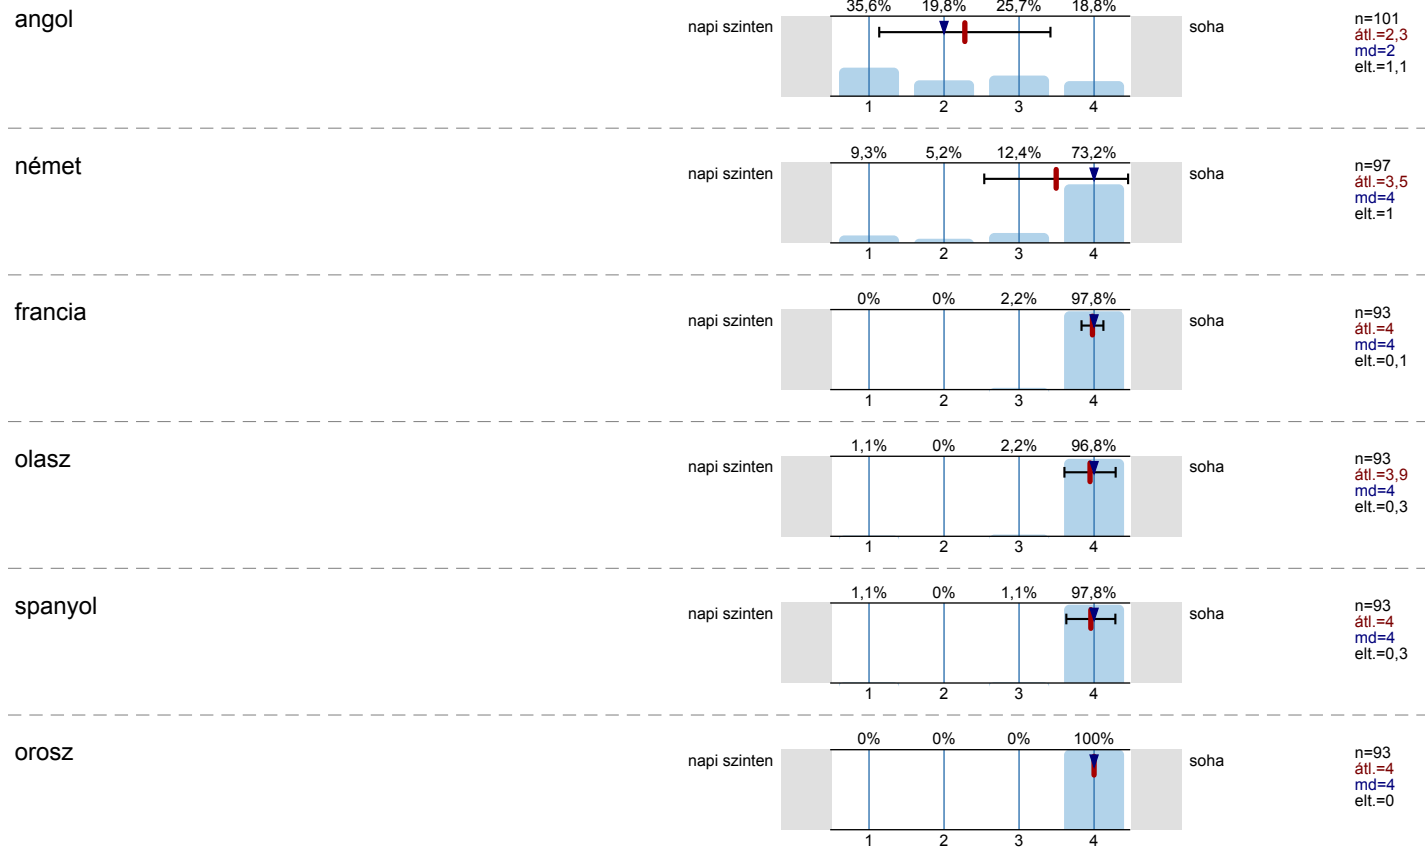 angol
35,6% 19,8% 25,7% 18,8%
napi szinten
soha
1 2 3 4
n=101
átl.=2,3
md=2
elt.=1,1
német
9,3% 5,2% 12,4% 73,2%
napi szinten
soha
1 2 3 4
n=97
átl.=3,5
md=4
elt.=1
francia
0% 0% 2,2% 97,8%
napi szinten
soha
1 2 3 4
n=93
átl.=4
md=4
elt.=0,1
olasz
1,1% 0% 2,2% 96,8%
napi szinten
soha
1 2 3 4
n=93
átl.=3,9
md=4
elt.=0,3
spanyol
1,1% 0% 1,1% 97,8%
napi szinten
soha
1 2 3 4
n=93
átl.=4
md=4
elt.=0,3
orosz
0% 0% 0% 100%
napi szinten
soha
1 2 3 4
n=93
átl.=4
md=4
elt.=0